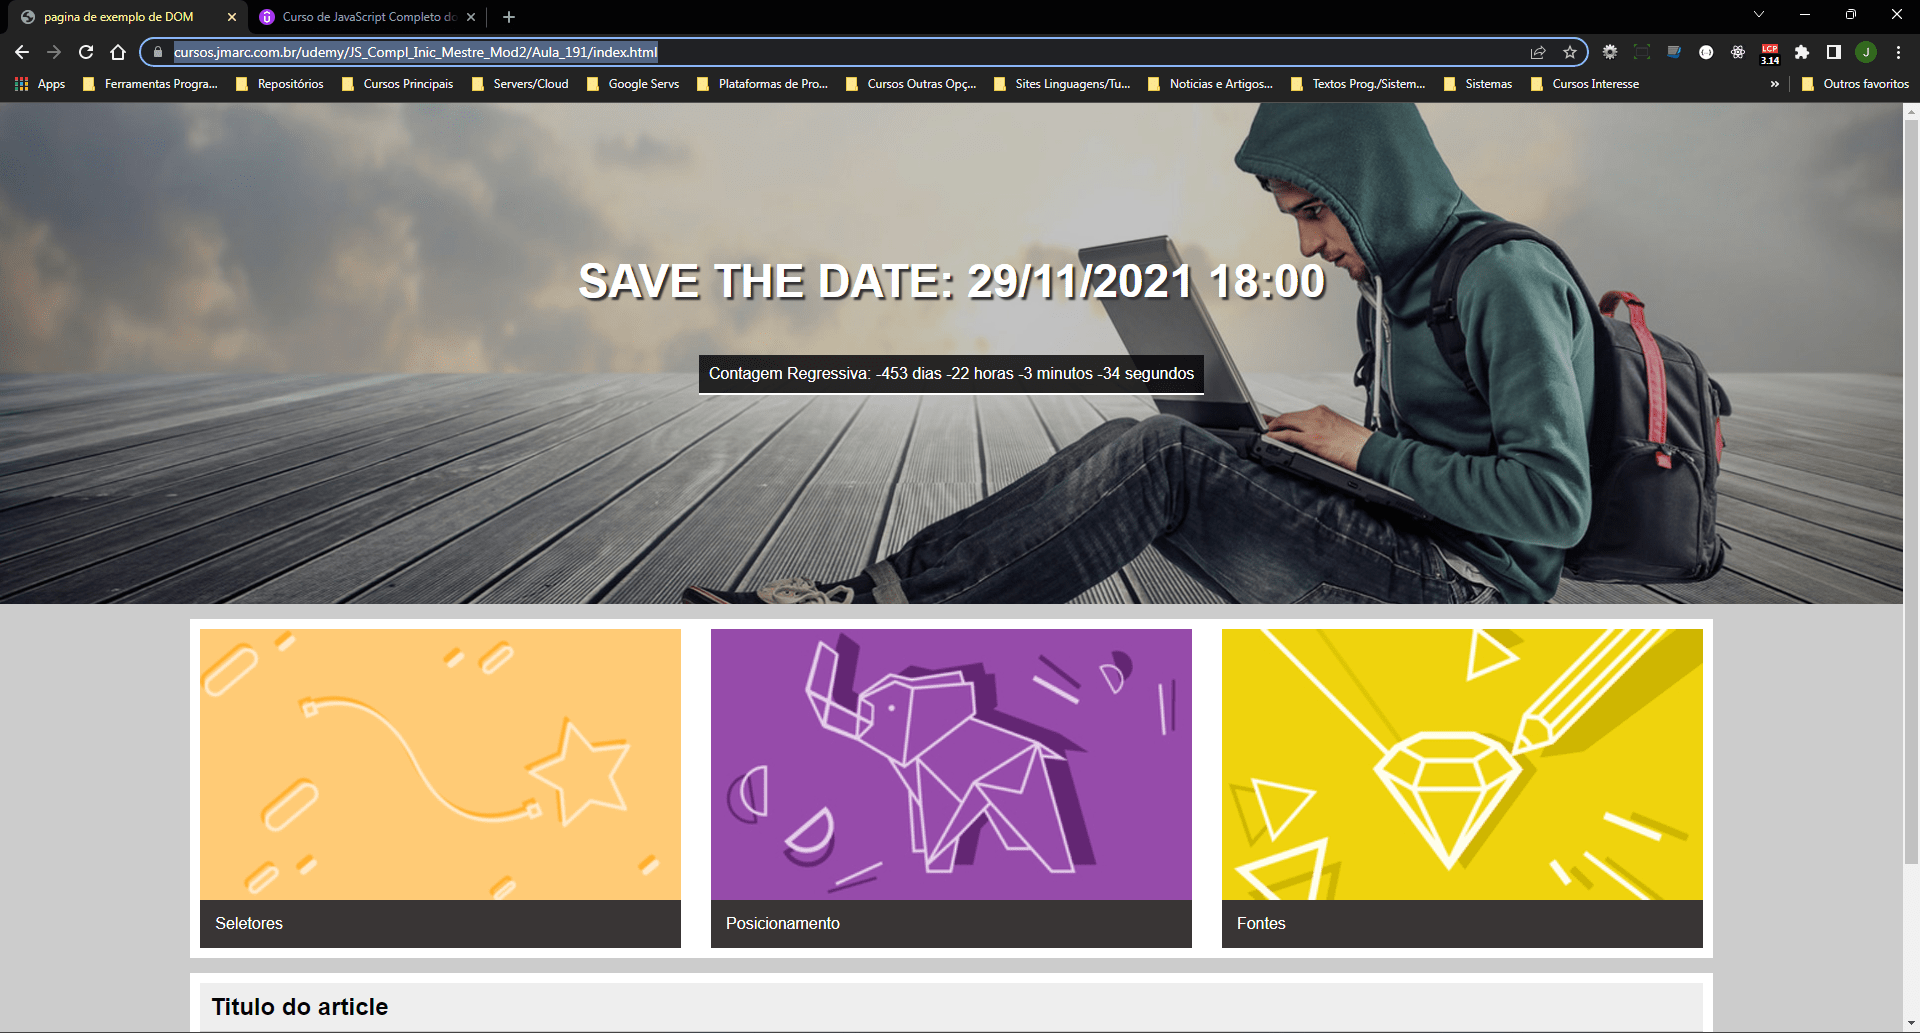 pagina de exemplo de DOM
Curso de JavaScript Completo do
cursos.jmarc.com.br/udemy/JS_Compl_Inic_Mestre_Mod2/Aula_191/index.html
LCP
3.14
J
Apps
Ferramentas Progra...
Repositórios
Cursos Principais
Servers/Cloud
Google Servs
Plataformas de Pro...
Cursos Outras Opç...
Sites Linguagens/Tu...
Noticias e Artigos...
Textos Prog./Sistem...
Sistemas
Cursos Interesse
»
Outros favoritos
SAVE THE DATE: 29/11/2021 18:00
Contagem Regressiva: -453 dias -22 horas -3 minutos -34 segundos
Seletores
Posicionamento
Fontes
Titulo do article